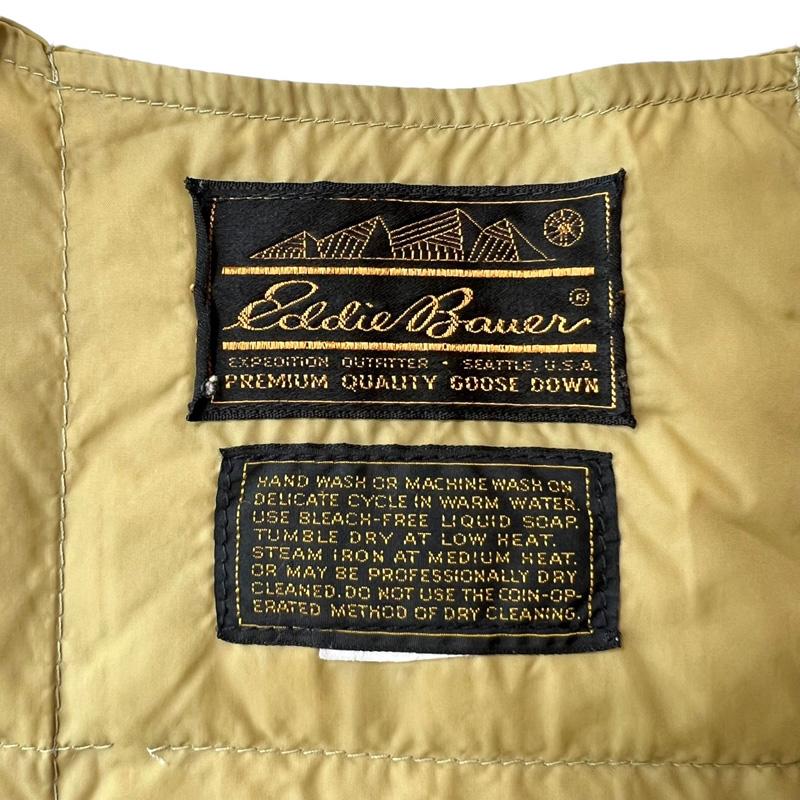 Eddie Bauer ®
EXPEDITION OUTFITTER · SEATTLE, U.S.A
PREMIUM QUALITY GOOSE DOWN
HAND WASH OR MACHINE WASH ON
DELICATE CYCLE IN WARM WATER.
USE BLEACH-FREE LIQUID SOAP.
TUMBLE DRY AT LOW HEAT.
STEAM IRON AT MEDIUM HEAT.
OR MAY BE PROFESSIONALLY DRY
CLEANED. DO NOT USE THE COIN-OP-
ERATED METHOD OF DRY CLEANING.